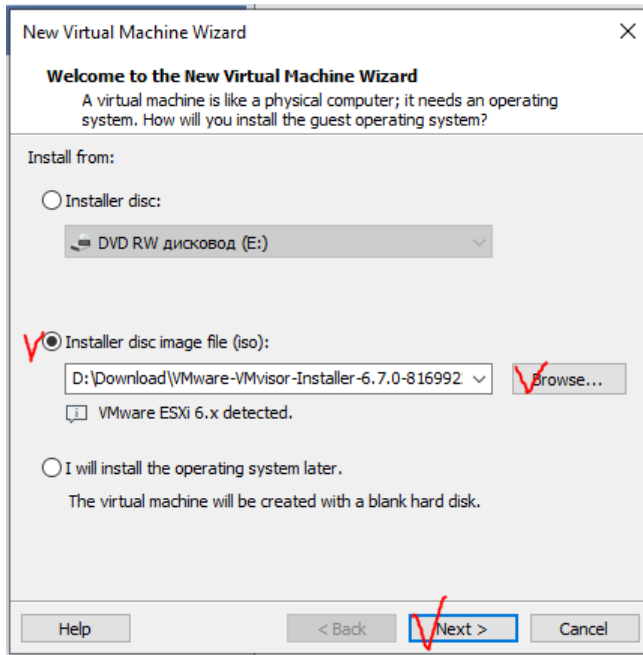 New Virtual Machine Wizard
Welcome to the New Virtual Machine Wizard
A virtual machine is like a physical computer; it needs an operating
system. How will you install the guest operating system?
Install from:
Installer disc:
DVD RW дисковод (E:)
Installer disc image file (iso):
D:\Download\VMware-VMvisor-Installer-6.7.0-816992
Browse...
VMware ESXi 6.x detected.
I will install the operating system later.
The virtual machine will be created with a blank hard disk.
Help
< Back
Next >
Cancel